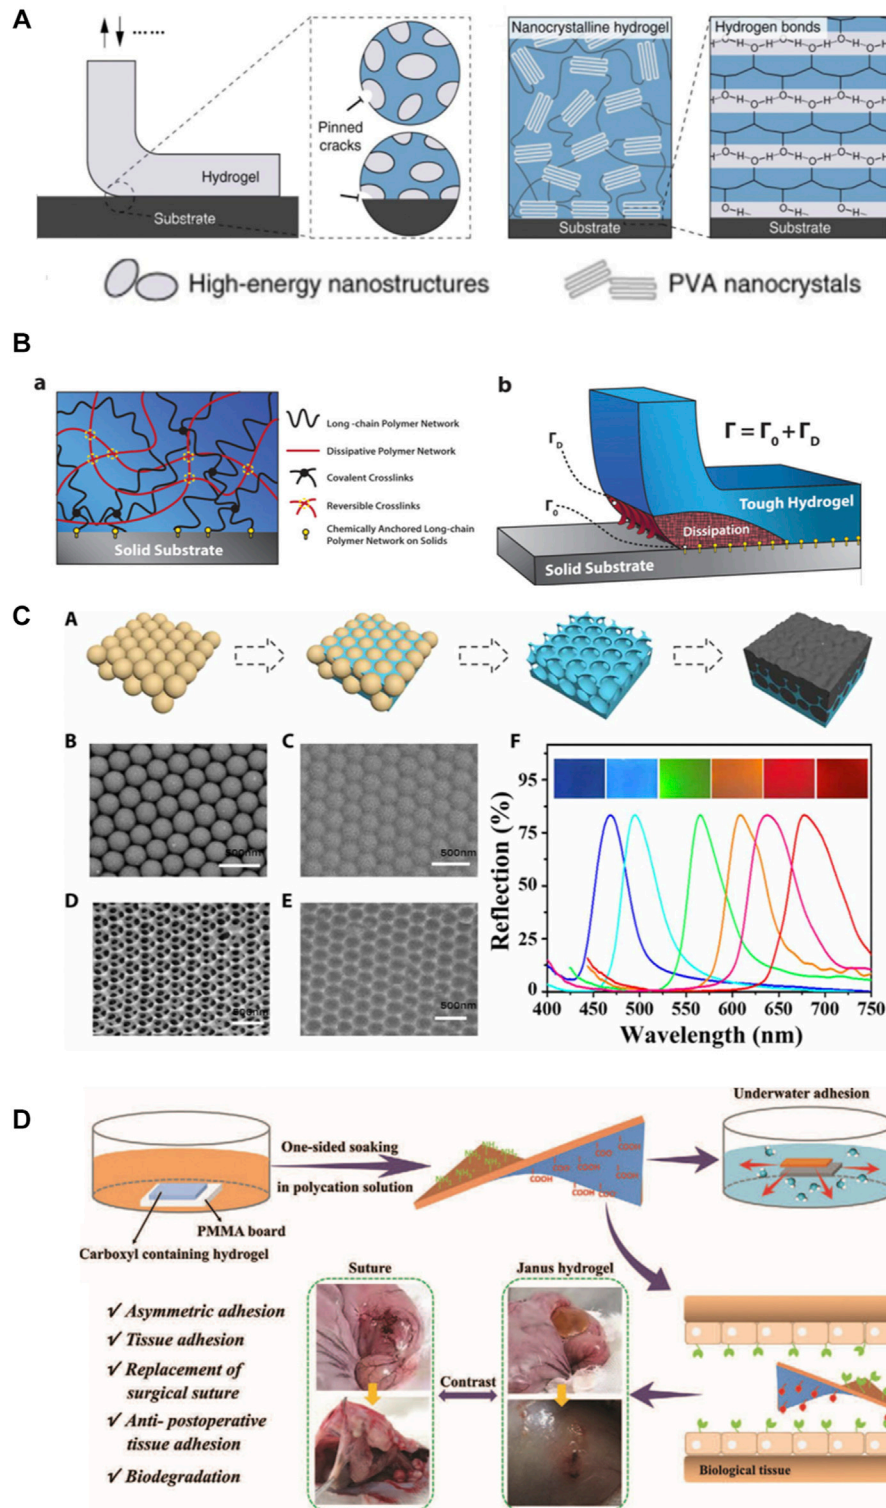 A
Pinned
cracks
Hydrogel
Substrate
Nanocrystalline hydrogel
Hydrogen bonds
Substrate
Substrate
High-energy nanostructures
PVA nanocrystals
B
a
Solid Substrate
Long -chain Polymer Network
Dissipative Polymer Network
Covalent Crosslinks
Reversible Crosslinks
Chemically Anchored Long-chain
Polymer Network on Solids
b
Γ = Γ0 + ΓD
ΓD
Γ0
Tough Hydrogel
Dissipation
Solid Substrate
C
A
B
500nm
C
500nm
D
500nm
E
500nm
F
Reflection (%)
95
75
50
25
0
400 450 500 550 600 650 700 750
Wavelength (nm)
D
One-sided soaking
in polycation solution
PMMA board
Carboxyl containing hydrogel
COOH
COO
COOH
COOH
Underwater adhesion
✓ Asymmetric adhesion
✓ Tissue adhesion
✓ Replacement of
surgical suture
✓ Anti- postoperative
tissue adhesion
✓ Biodegradation
Suture
Contrast
Janus hydrogel
Biological tissue